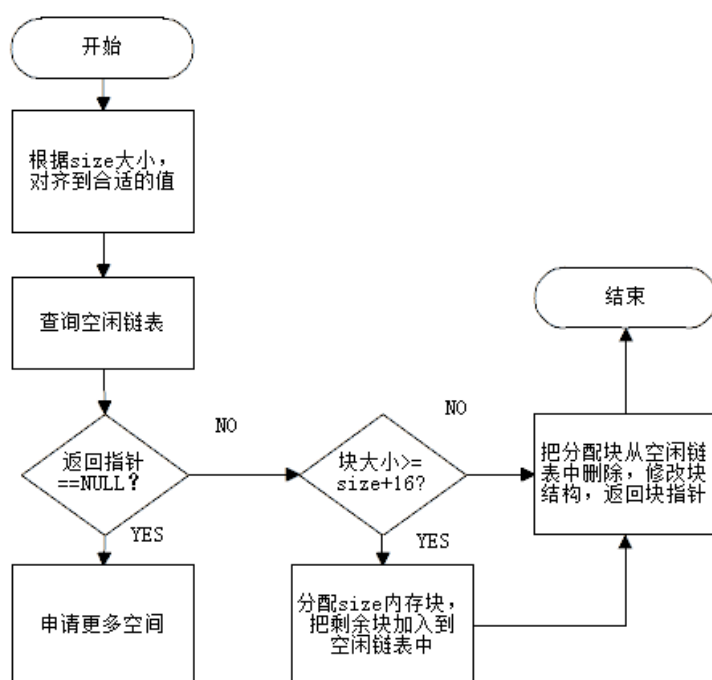 开始
根据size大小，
对齐到合适的值
查询空闲链表
结束
返回指针
==NULL？
NO
块大小>=
size+16?
NO
把分配块从空闲链
表中删除，修改块
结构，返回块指针
YES
申请更多空间
YES
分配size内存块，
把剩余块加入到
空闲链表中